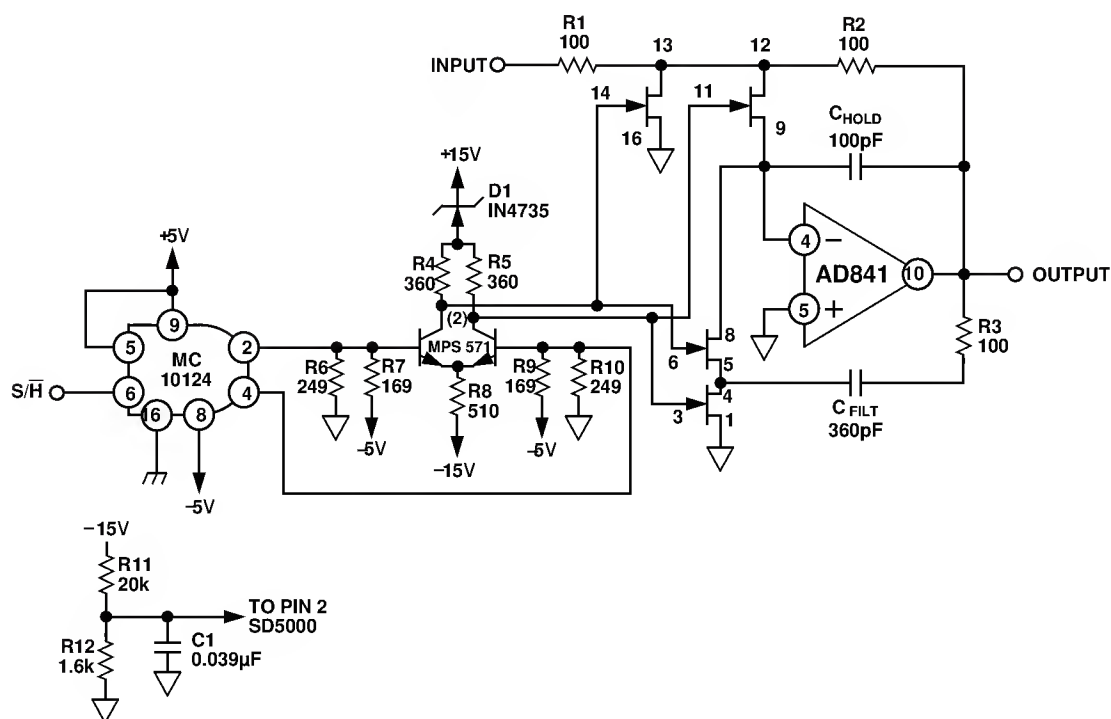 R1
100
13
12
R2
100
INPUT
14
11
16
9
CHOLD
100pF
+15V
D1
IN4735
+5V
R4
360
R5
360
4
−
AD841
10
OUTPUT
5
+
9
5
2
MC
10124
(2)
MPS 571
8
6
5
R3
100
S/H̅
6
4
16
8
R6
249
R7
169
R8
510
R9
169
R10
249
3
4
1
CFILT
360pF
−5V
−15V
−5V
−5V
−15V
R11
20k
TO PIN 2
SD5000
R12
1.6k
C1
0.039µF